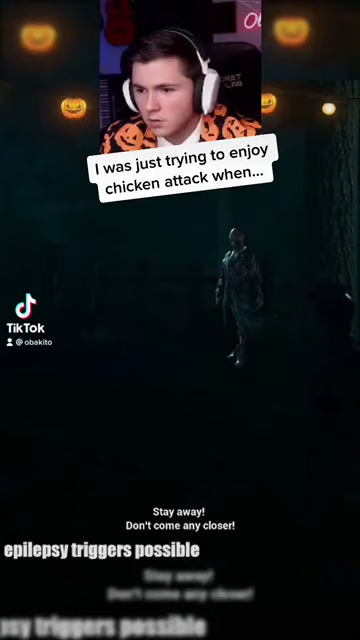 I was just trying to enjoy
chicken attack when...
TikTok
@ obakito
Stay away!
Don't come any closer!
epilepsy triggers possible
Stay away!
Don't come any closer!
psy triggers possible